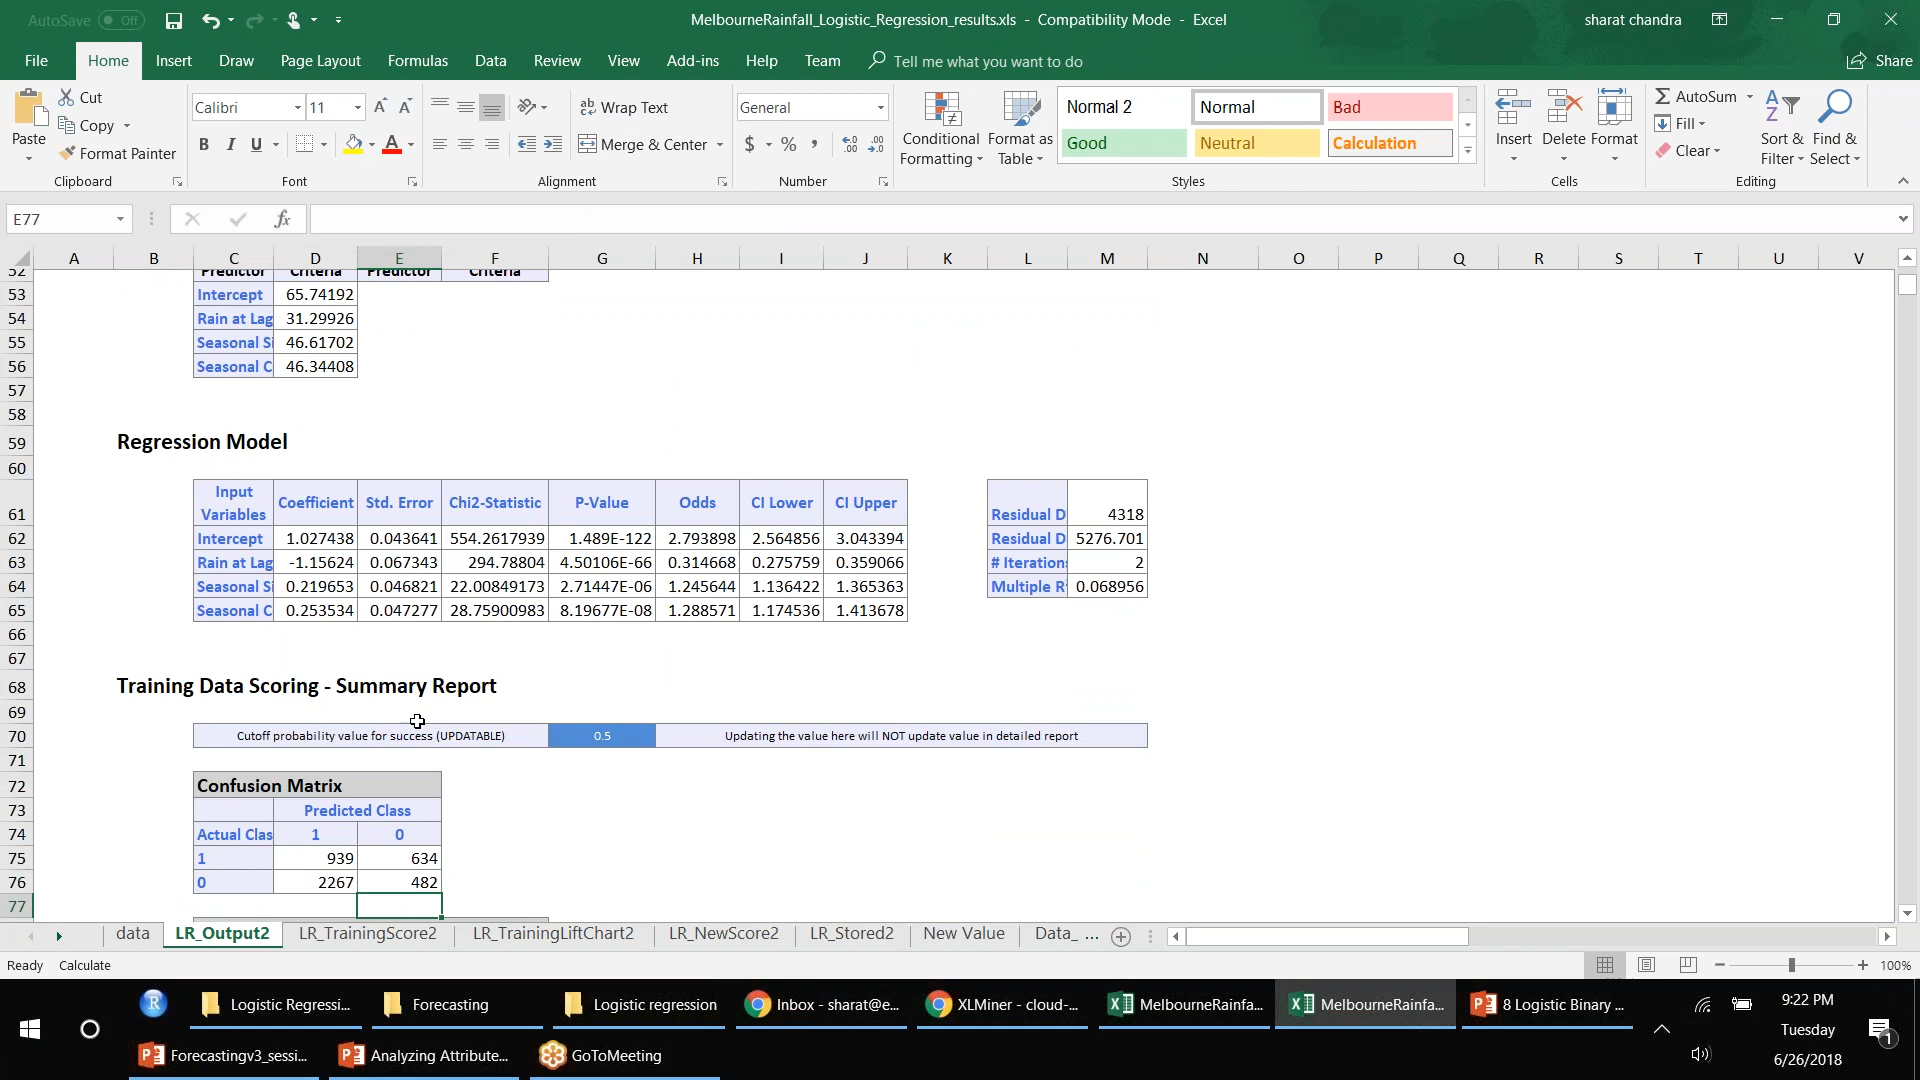 AutoSave Off
MelbourneRainfall_Logistic_Regression_results.xls - Compatibility Mode - Excel
sharat chandra
File Home Insert Draw Page Layout Formulas Data Review View Add-ins Help Team Tell me what you want to do Share
Paste Cut Copy Format Painter Clipboard
Calibri 11 B I U A A Font
Wrap Text Merge & Center Alignment
General $ % , Number
Conditional Formatting Format as Table
Normal 2 Normal Bad
Good Neutral Calculation
Styles
Insert Delete Format Cells
AutoSum Fill Clear Sort & Filter Find & Select Editing
E77 fx
A B C D E F G H I J K L M N O P Q R S T U V
52 Predictor Criteria Predictor Criteria
53 Intercept 65.74192
54 Rain at Lag 31.29926
55 Seasonal Si 46.61702
56 Seasonal C 46.34408
57
58
59 Regression Model
60
61 Input Variables Coefficient Std. Error Chi2-Statistic P-Value Odds CI Lower CI Upper Residual D 4318
62 Intercept 1.027438 0.043641 554.2617939 1.489E-122 2.793898 2.564856 3.043394 Residual D 5276.701
63 Rain at Lag -1.15624 0.067343 294.78804 4.50106E-66 0.314668 0.275759 0.359066 # Iterations 2
64 Seasonal Si 0.219653 0.046821 22.00849173 2.71447E-06 1.245644 1.136422 1.365363 Multiple R² 0.068956
65 Seasonal C 0.253534 0.047277 28.75900983 8.19677E-08 1.288571 1.174536 1.413678
66
67
68 Training Data Scoring - Summary Report
69
70 Cutoff probability value for success (UPDATABLE) 0.5 Updating the value here will NOT update value in detailed report
71
72 Confusion Matrix
73 Predicted Class
74 Actual Clas 1 0
75 1 939 634
76 0 2267 482
77
data LR_Output2 LR_TrainingScore2 LR_TrainingLiftChart2 LR_NewScore2 LR_Stored2 New Value Data_ ...
Ready Calculate 100%
R Logistic Regressi... Forecasting Logistic regression Inbox - sharat@e... XLMiner - cloud-... MelbourneRainfa... MelbourneRainfa... 8 Logistic Binary ...
Forecastingv3_sessi... Analyzing Attribute... GoToMeeting
9:22 PM
Tuesday
6/26/2018
1